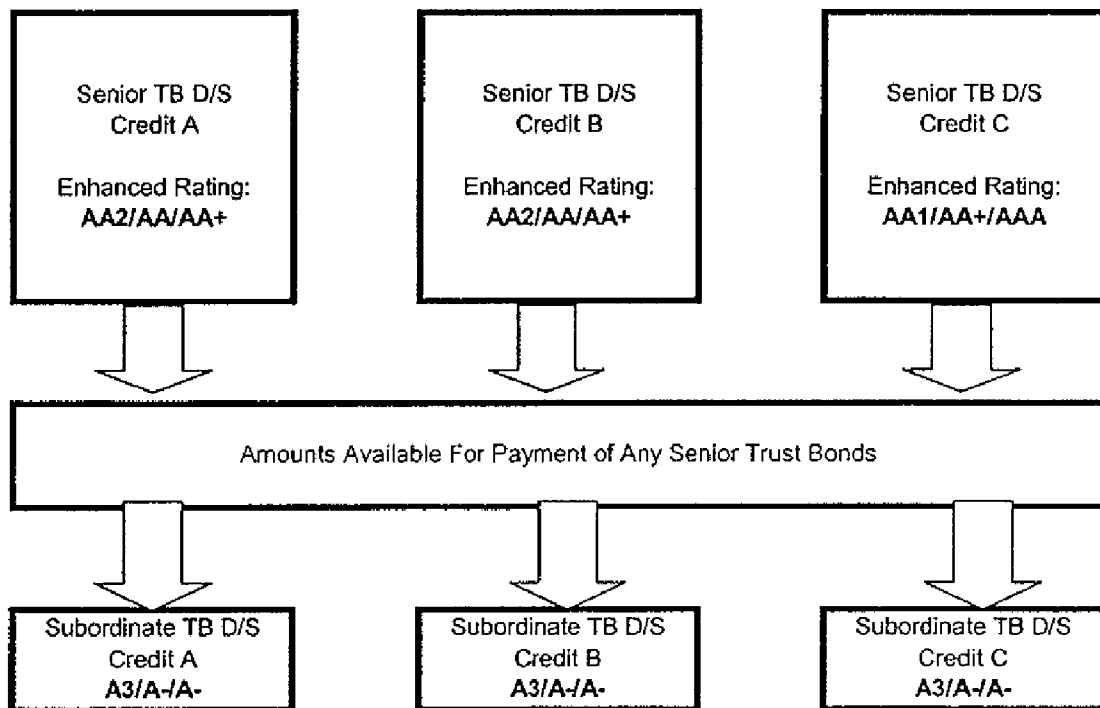 Senior TB D/S
Credit A
Enhanced Rating:
AA2/AA/AA+
Senior TB D/S
Credit B
Enhanced Rating:
AA2/AA/AA+
Senior TB D/S
Credit C
Enhanced Rating:
AA1/AA+/AAA
Amounts Available For Payment of Any Senior Trust Bonds
Subordinate TB D/S
Credit A
A3/A-/A-
Subordinate TB D/S
Credit B
A3/A-/A-
Subordinate TB D/S
Credit C
A3/A-/A-